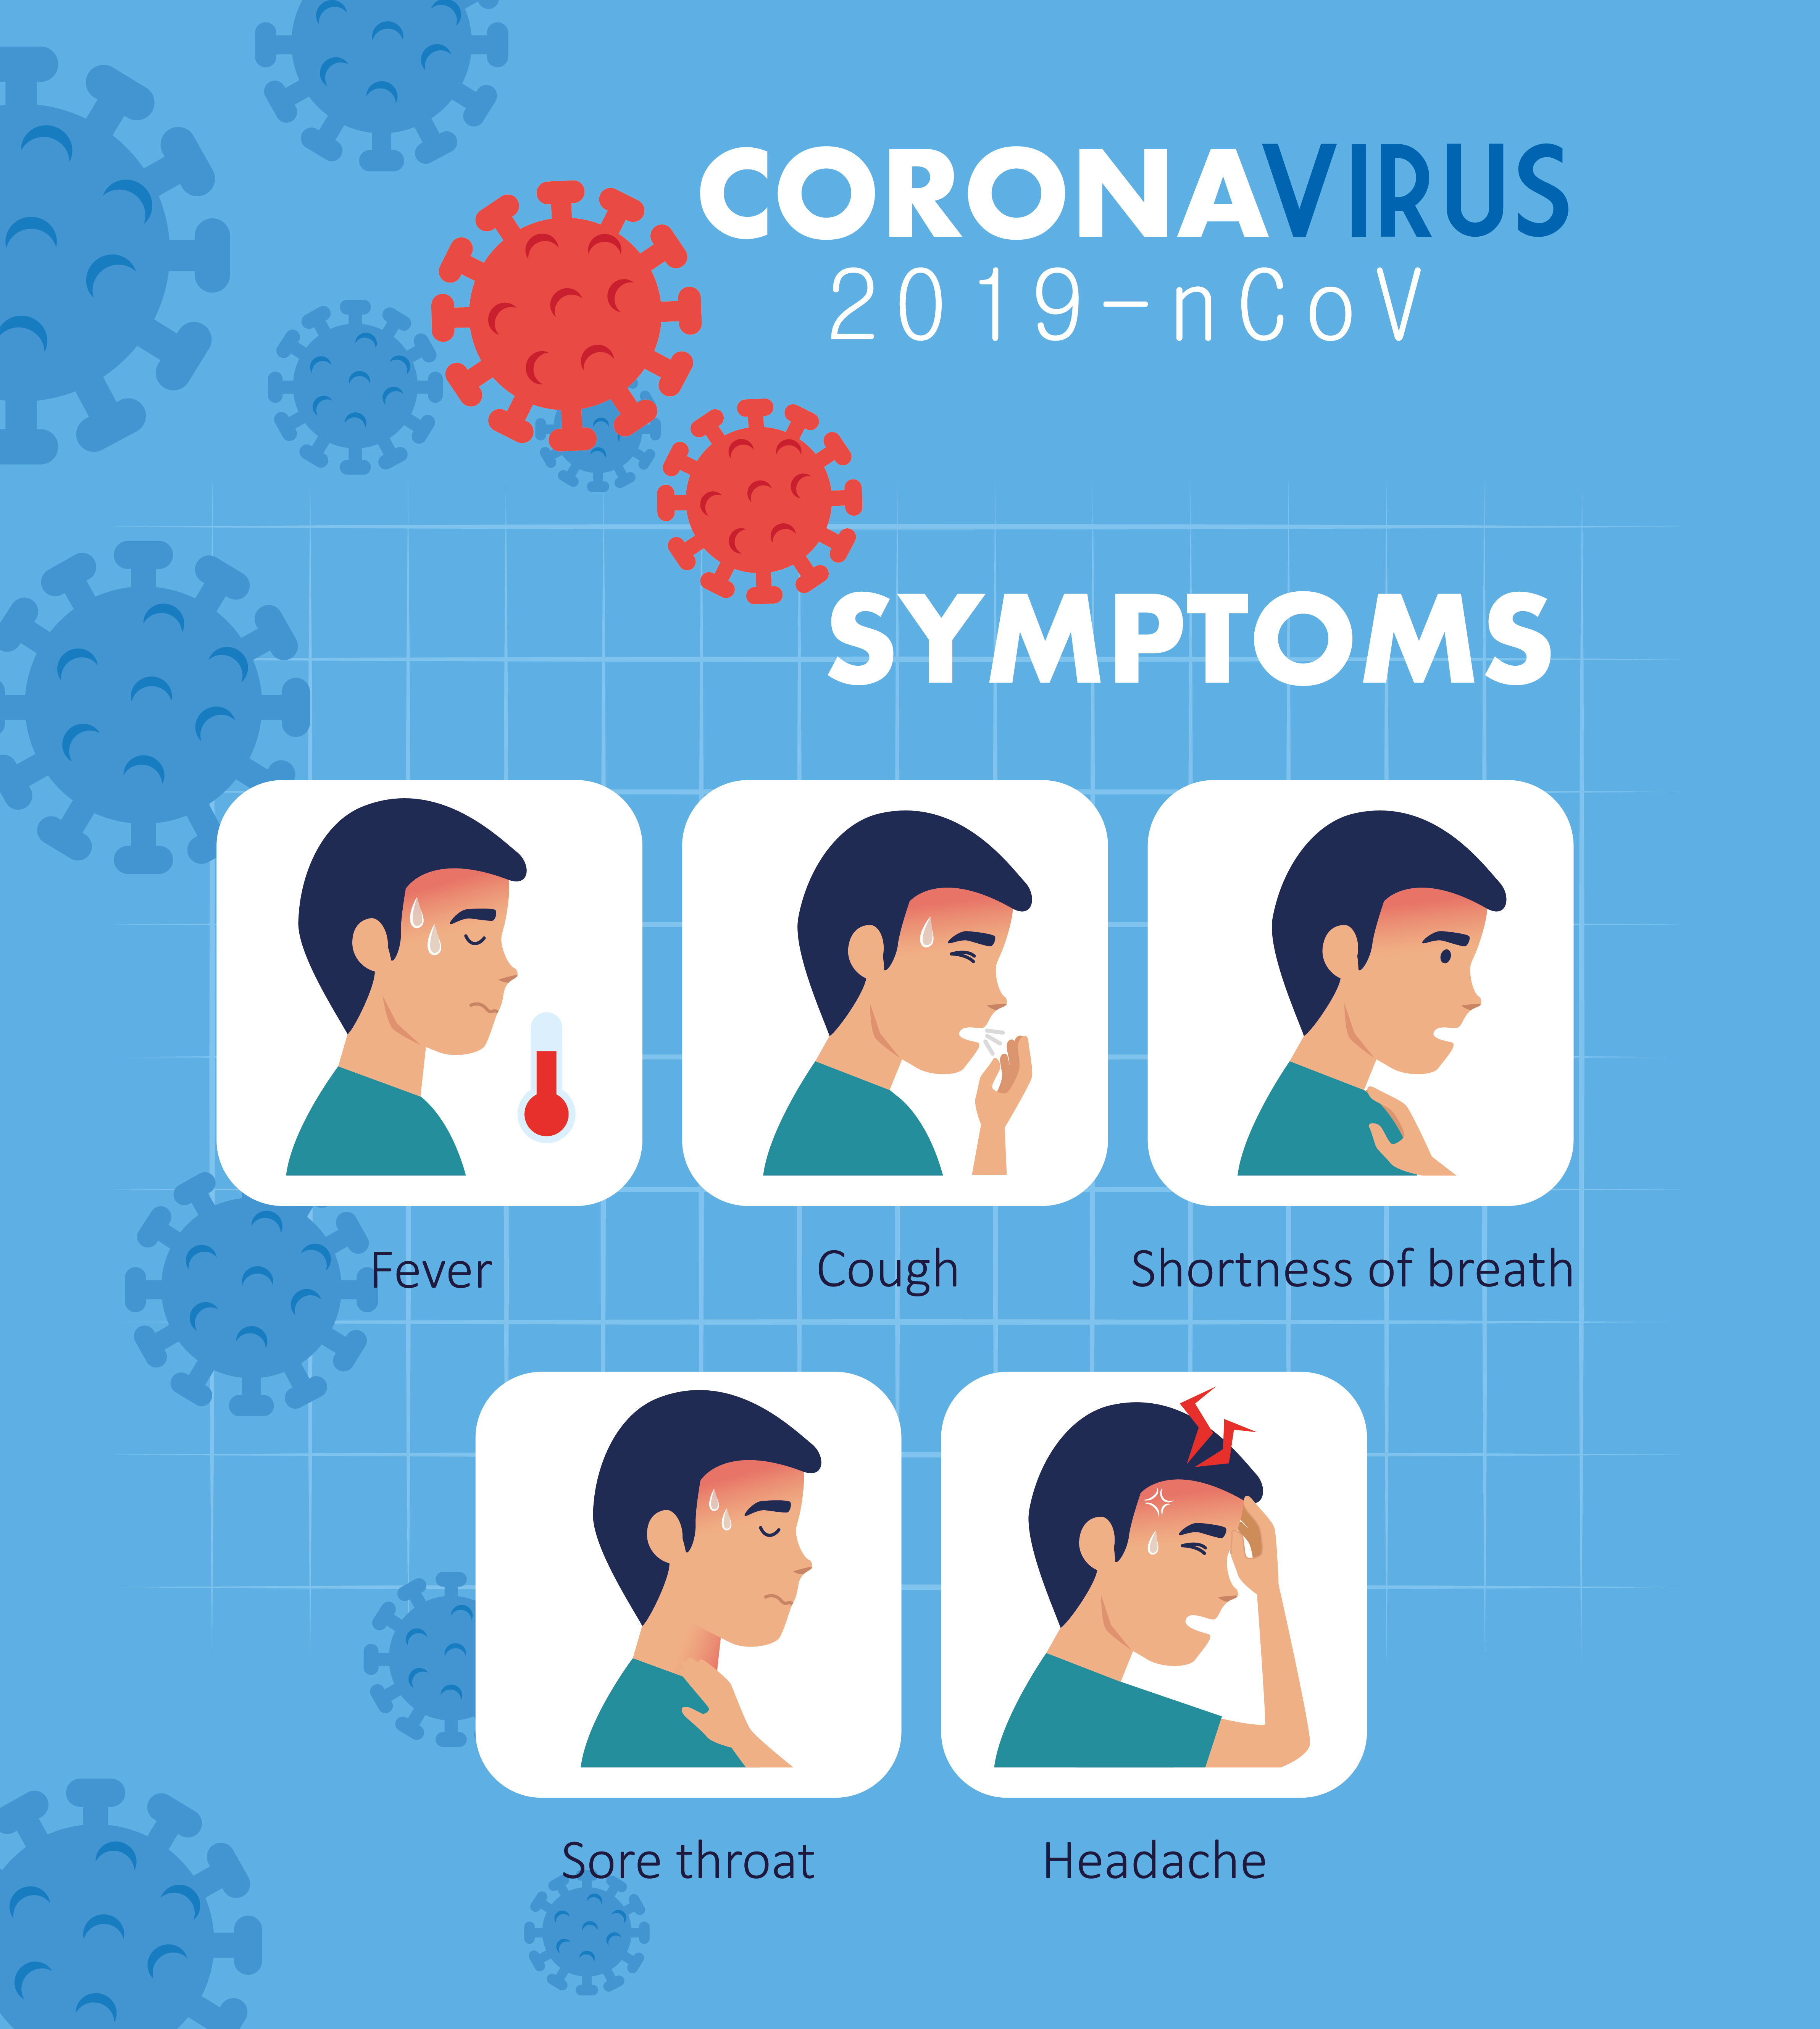 CORONAVIRUS
2019-nCoV
SYMPTOMS
Fever
Cough
Shortness of breath
Sore throat
Headache